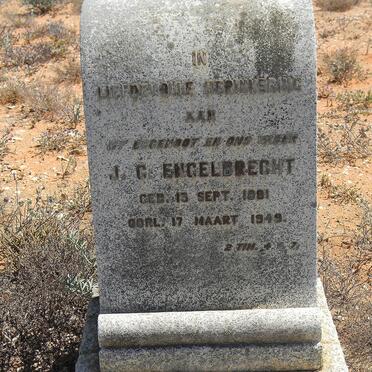 IN
LIEFDEVOLLE HERINNERING
AAN
MY EGGENOOT EN ONS VADER
J. C. ENGELBRECHT
GEB. 13 SEPT. 1881
OORL. 17 MAART 1949.
2 TIM. 4 V. 7.